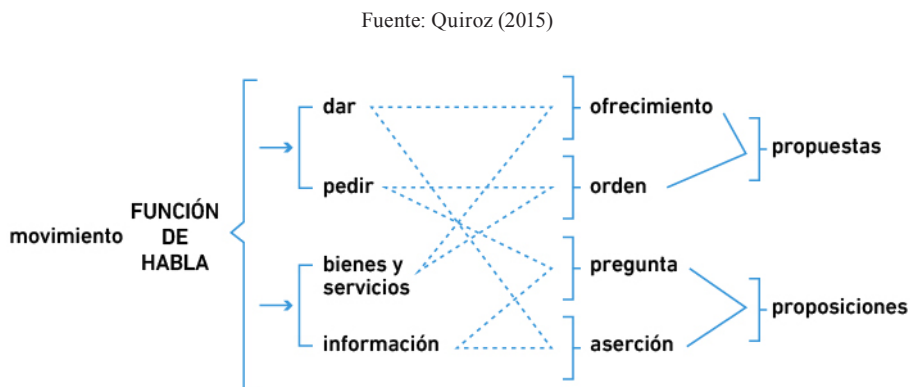 Fuente: Quiroz (2015)
dar
ofrecimiento
propuestas
pedir
orden
movimiento
FUNCIÓN
DE
HABLA
bienes y
servicios
pregunta
proposiciones
información
aserción